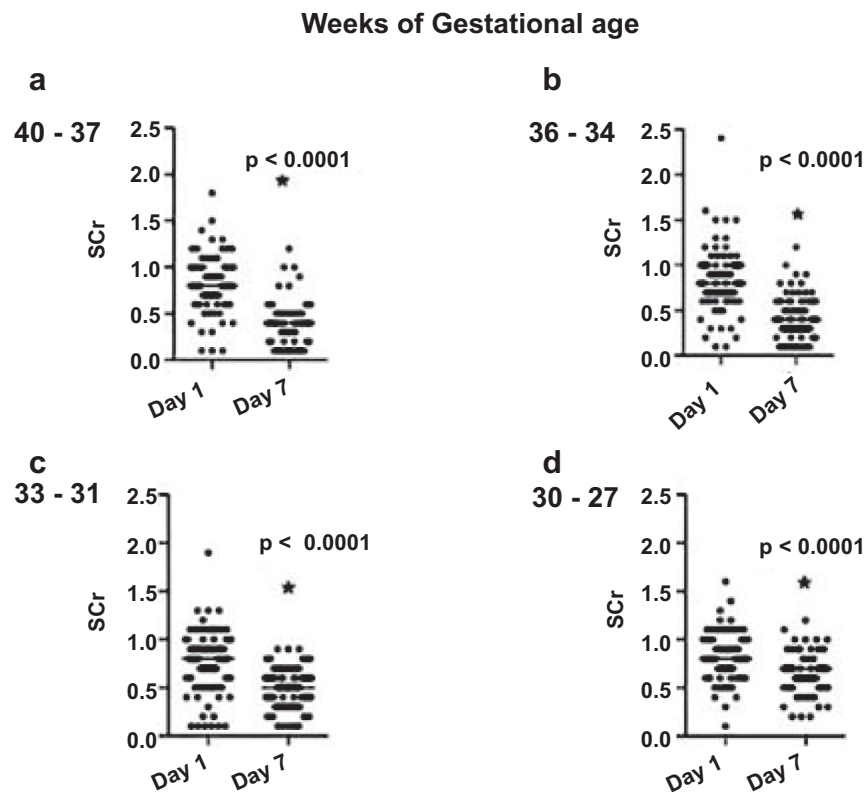 Weeks of Gestational age
a
40 - 37
2.5
2.0
1.5
1.0
0.5
0.0
SCr
p < 0.0001
Day 1
Day 7
b
36 - 34
2.5
2.0
1.5
1.0
0.5
0.0
SCr
p < 0.0001
Day 1
Day 7
c
33 - 31
2.5
2.0
1.5
1.0
0.5
0.0
SCr
p < 0.0001
Day 1
Day 7
d
30 - 27
2.5
2.0
1.5
1.0
0.5
0.0
SCr
p < 0.0001
Day 1
Day 7